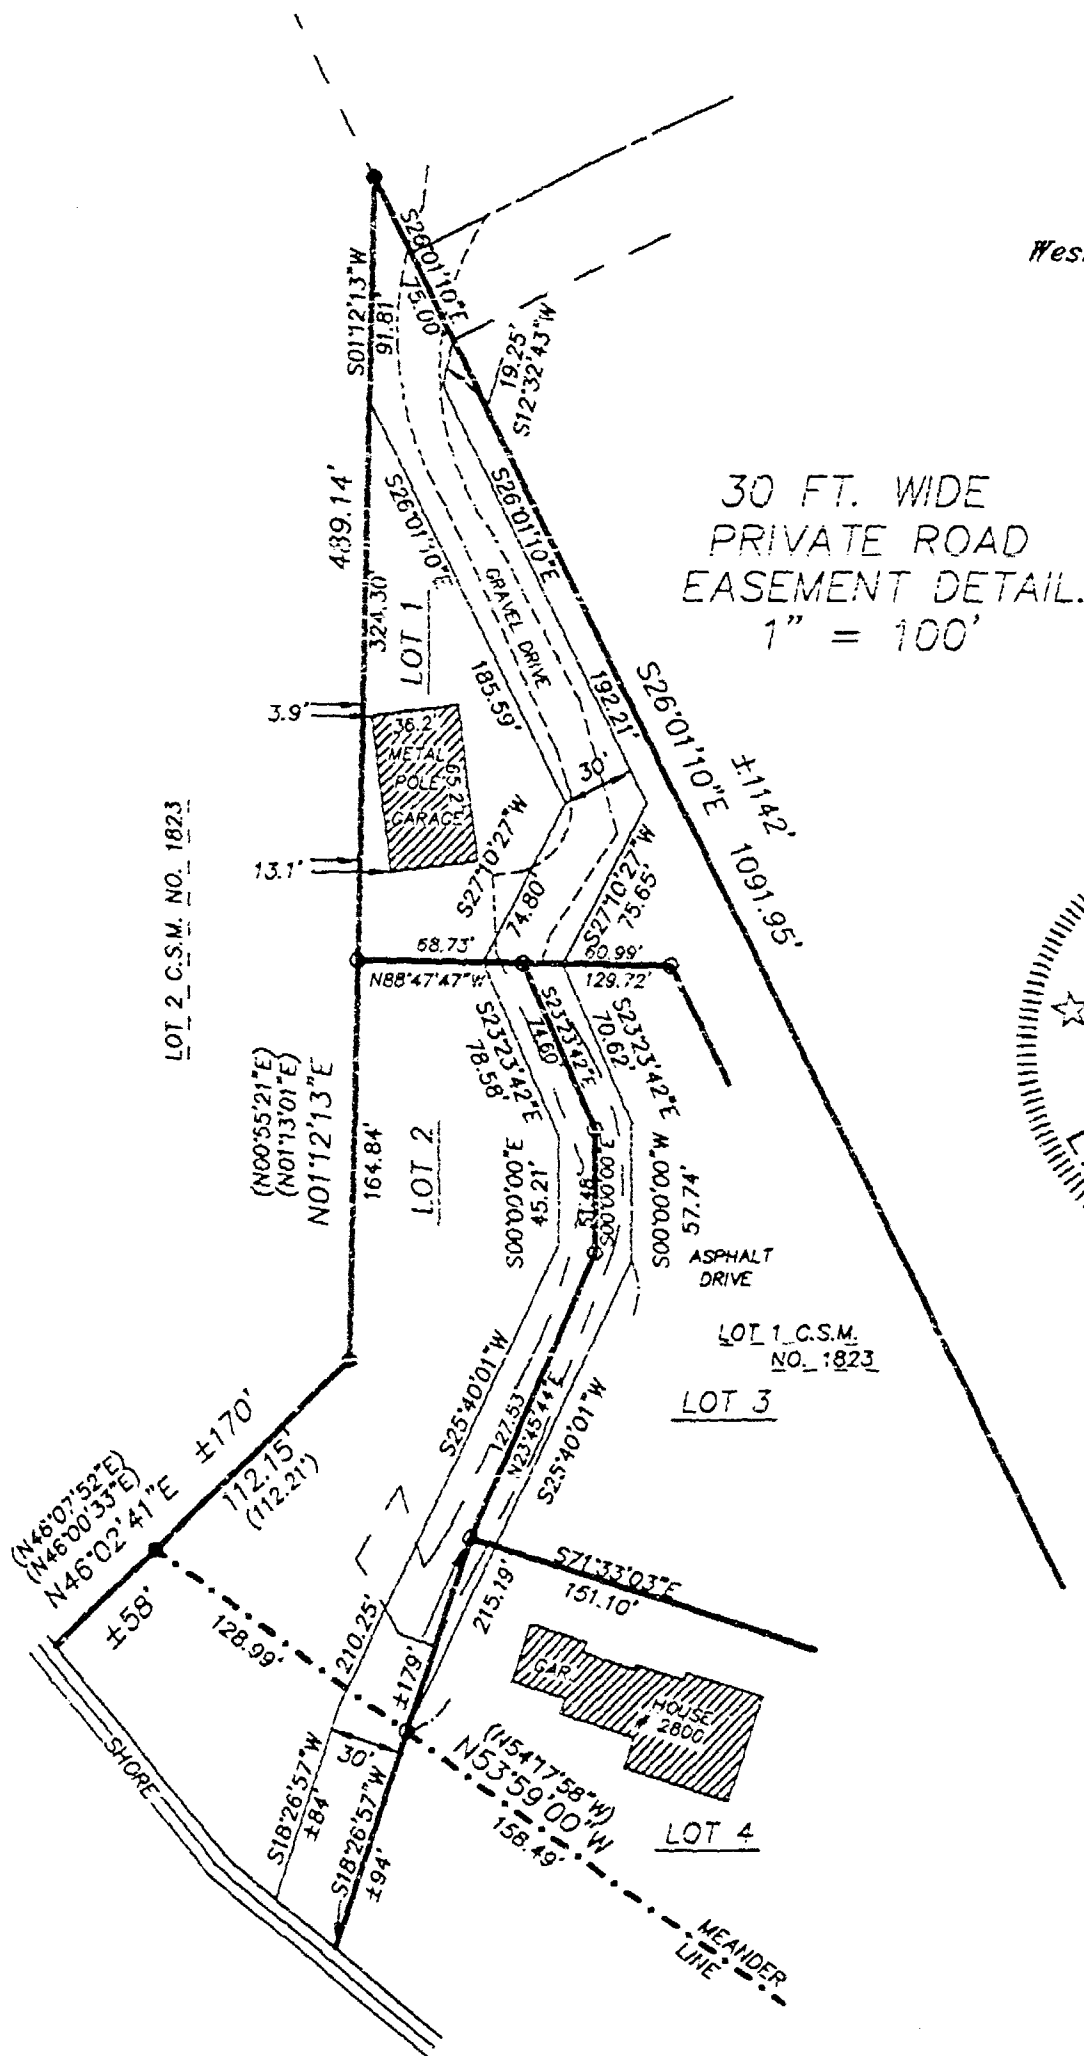 S26°01'10"E
75.00'
S01°12'13"W
91.81'
19.25'
S12°32'43"W
489.14'
324.30'
S26°01'10"E
185.59'
GRAVEL DRIVE
S26°01'10"E
192.21'
30 FT. WIDE
PRIVATE ROAD
EASEMENT DETAIL.
1" = 100'
LOT 1
S26°01'10"E
1091.95'
±1142'
3.9'
36.2'
METAL
POLE
GARAGE
65.2'
13.1'
30'
LOT 2 C.S.M. NO. 1823
S27°10'27"W
74.80'
S27°10'27"W
75.65'
68.73'
N88°47'47"W
60.99'
129.72'
S23°23'42"E
78.58'
S23°23'42"E
74.60'
S23°23'42"E
70.62'
(N00°55'21"E)
(N01°13'01"E)
N01°12'13"E
164.84'
LOT 2
S00°00'00"E
45.21'
51.48'
S00°00'00"E
S00°00'00"W
57.74'
ASPHALT
DRIVE
LOT 1 C.S.M.
NO. 1823
LOT 3
S25°40'01"W
127.53'
N23°45'44"E
S25°40'01"W
±170'
112.15'
(112.21')
(N46°07'52"E)
(N46°00'33"E)
N46°02'41"E
±58'
128.99'
210.25'
215.19'
S71°33'03"E
151.10'
±179'
GAR.
HOUSE
# 2800
SHORE
30'
S18°26'57"W
±84'
S18°26'57"W
±94'
(N54°17'58"W)
N53°59'00"W
158.49'
LOT 4
MEANDER
LINE